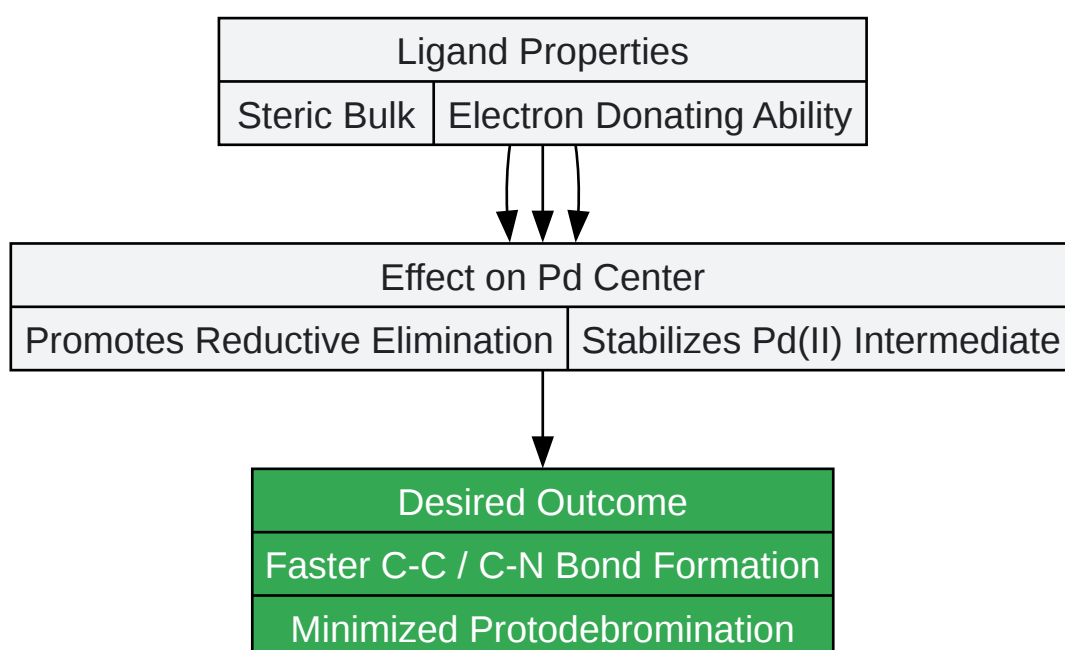 Ligand Properties
Steric Bulk
Electron Donating Ability
Effect on Pd Center
Promotes Reductive Elimination
Stabilizes Pd(II) Intermediate
Desired Outcome
Faster C-C / C-N Bond Formation
Minimized Protodebromination